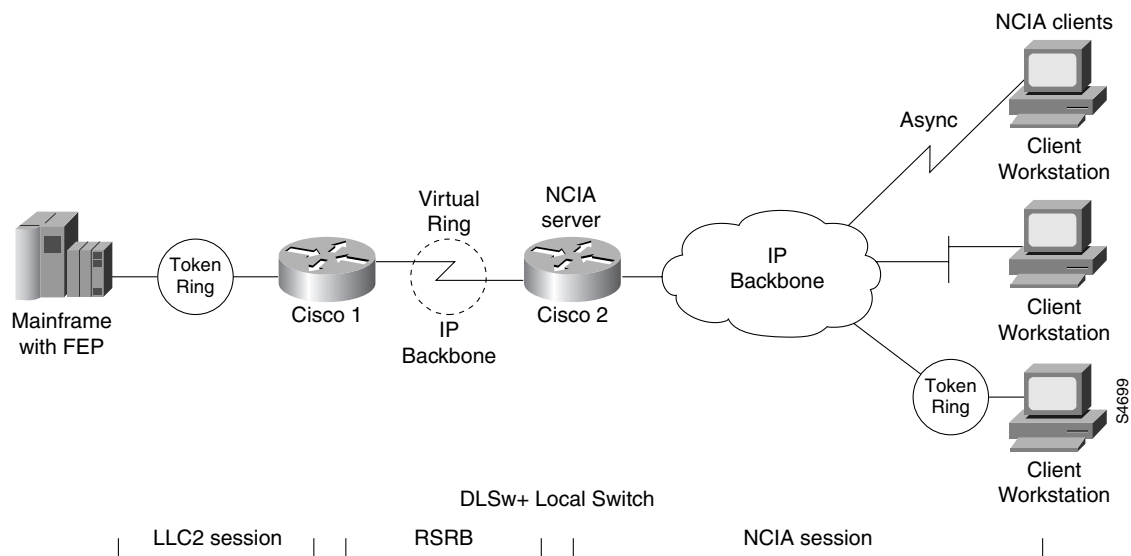 NCIA clients
Async
Client
Workstation
Virtual
Ring
NCIA
server
Token
Ring
IP
Backbone
Mainframe
with FEP
Cisco 1
IP
Backbone
Cisco 2
Client
Workstation
Token
Ring
S4699
Client
Workstation
DLSw+ Local Switch
LLC2 session
RSRB
NCIA session